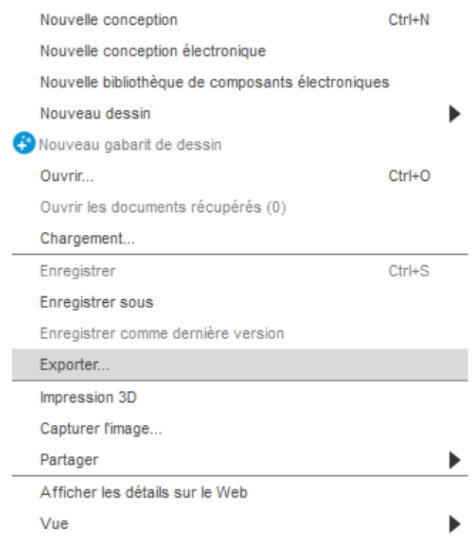 Nouvelle conception Ctrl+N
Nouvelle conception électronique
Nouvelle bibliothèque de composants électroniques
Nouveau dessin
Nouveau gabarit de dessin
Ouvrir... Ctrl+O
Ouvrir les documents récupérés (0)
Chargement...
Enregistrer Ctrl+S
Enregistrer sous
Enregistrer comme dernière version
Exporter...
Impression 3D
Capturer l'image...
Partager
Afficher les détails sur le Web
Vue